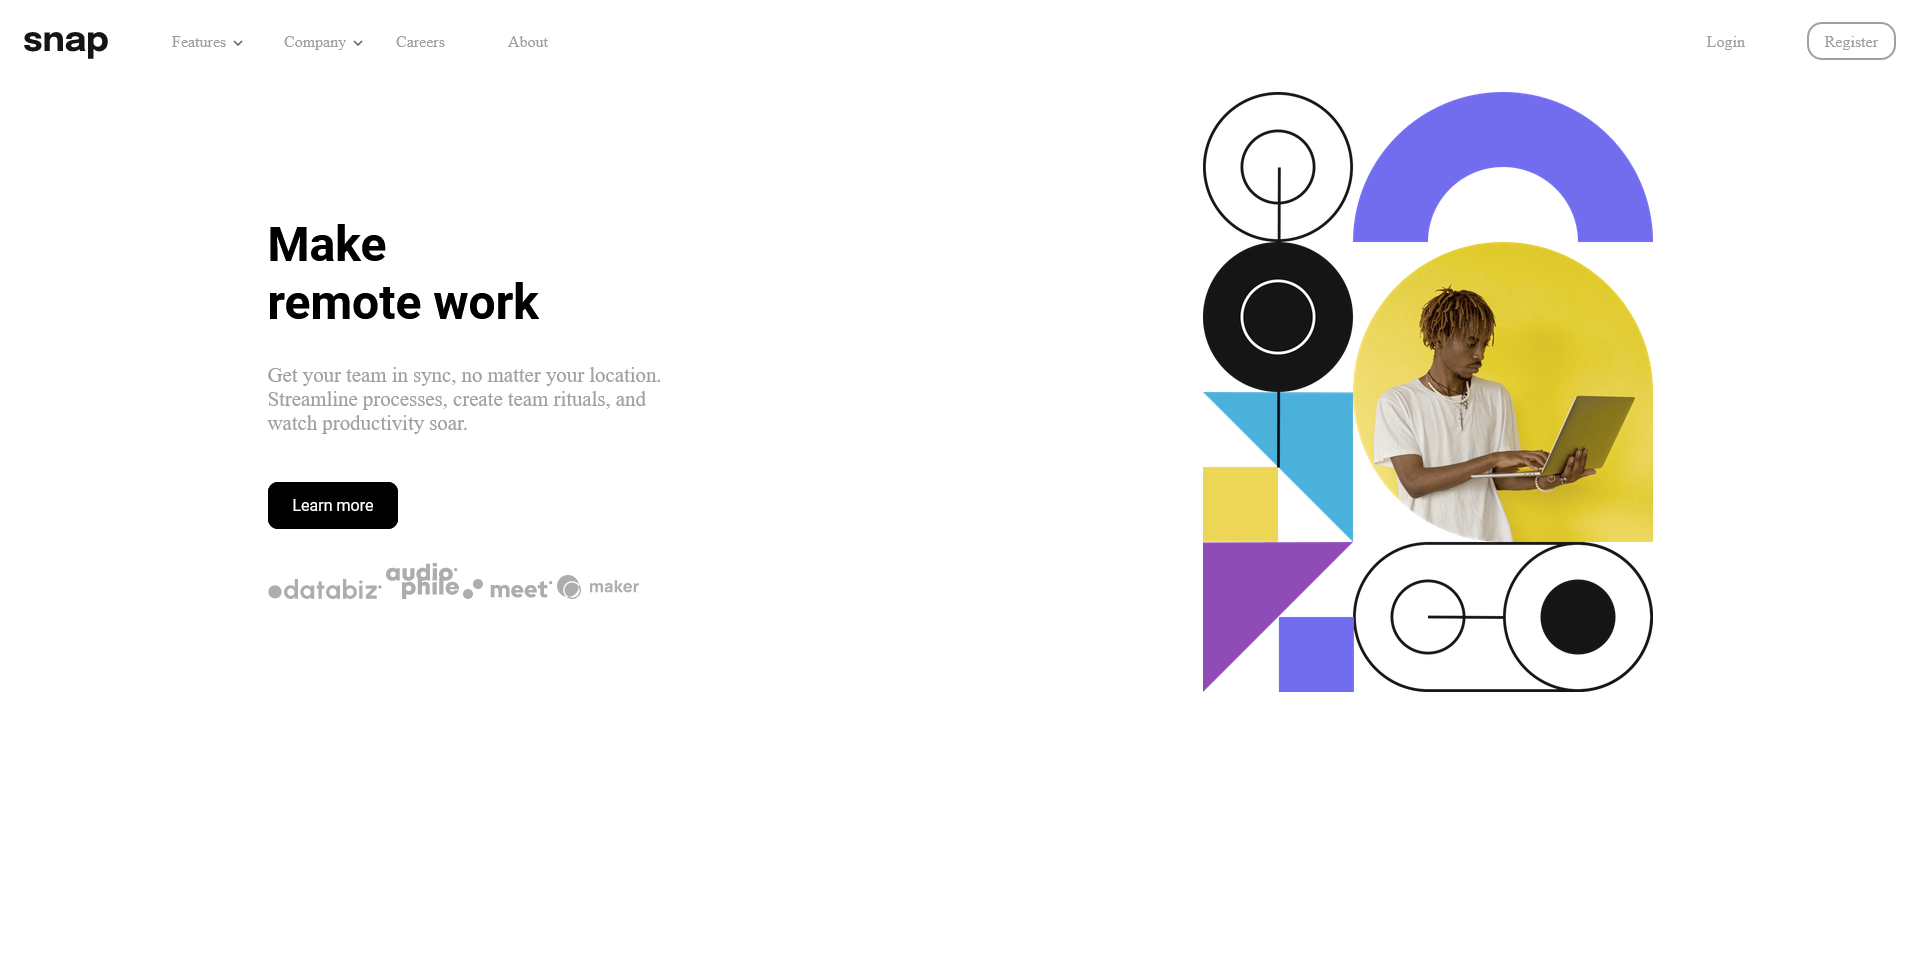 snap
Features
Company
Careers
About
Login
Register
Make
remote work
Get your team in sync, no matter your location.
Streamline processes, create team rituals, and
watch productivity soar.
Learn more
databiz
audio
phile
meet
maker